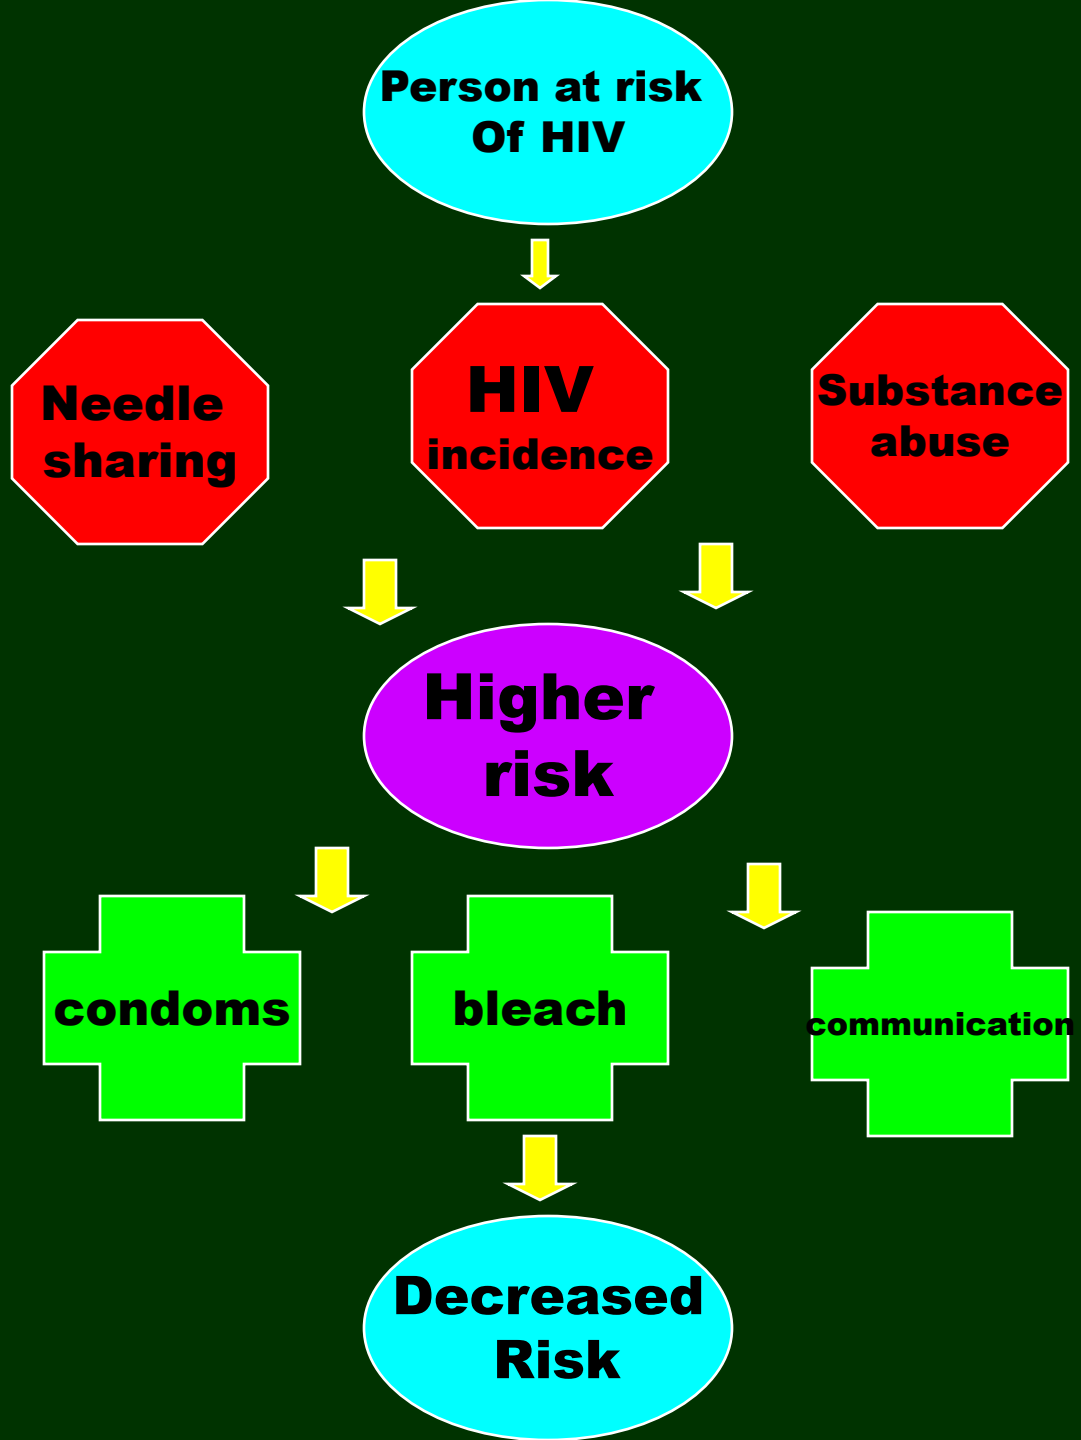 Person at risk
Of HIV
Needle
sharing
HIV
incidence
Substance
abuse
Higher
risk
condoms
bleach
communication
Decreased
Risk